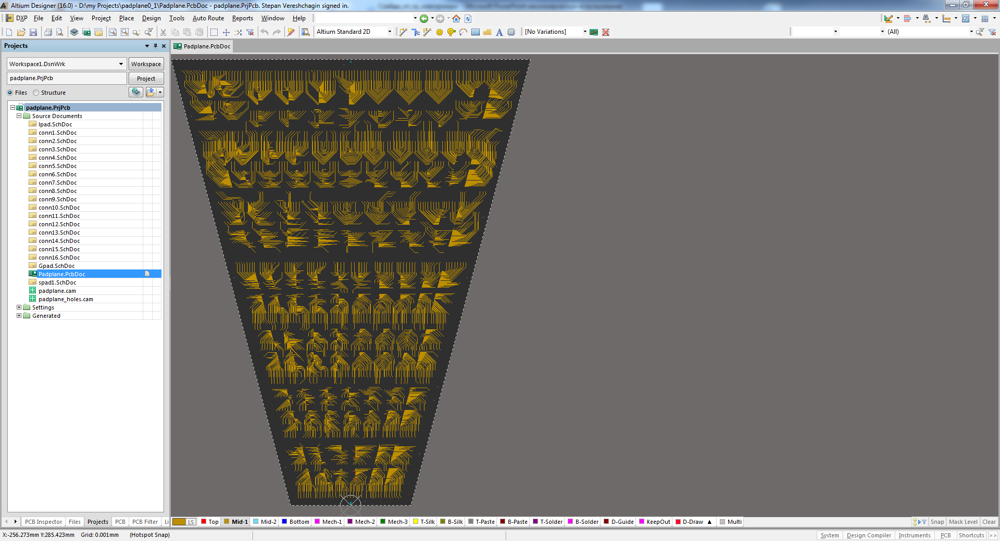 Altium Designer (16.0) - D:\my Projects\padplane0_1\Padplane.PcbDoc - padplane.PrjPcb. Stepan Vereshchagin signed in.
DXP File Edit View Project Place Design Tools Auto Route Reports Window Help
Altium Standard 2D [No Variations] (All)
Projects
Padplane.PcbDoc
Workspace1.DsnWrk Workspace
padplane.PrjPcb Project
Files Structure
padplane.PrjPcb
Source Documents
Ipad.SchDoc
conn1.SchDoc
conn2.SchDoc
conn3.SchDoc
conn4.SchDoc
conn5.SchDoc
conn6.SchDoc
conn7.SchDoc
conn8.SchDoc
conn9.SchDoc
conn10.SchDoc
conn11.SchDoc
conn12.SchDoc
conn13.SchDoc
conn14.SchDoc
conn15.SchDoc
conn16.SchDoc
Gpad.SchDoc
Padplane.PcbDoc
spad1.SchDoc
padplane.cam
padplane_holes.cam
Settings
Generated
PCB Inspector Files Projects PCB PCB Filter Li
LS Top Mid-1 Mid-2 Bottom Mech-1 Mech-2 Mech-3 T-Silk B-Silk T-Paste B-Paste T-Solder B-Solder D-Guide KeepOut D-Draw Multi Snap Mask Level Clear
X:-256.273mm Y:285.423mm Grid: 0.001mm (Hotspot Snap)
System Design Compiler Instruments PCB Shortcuts >>